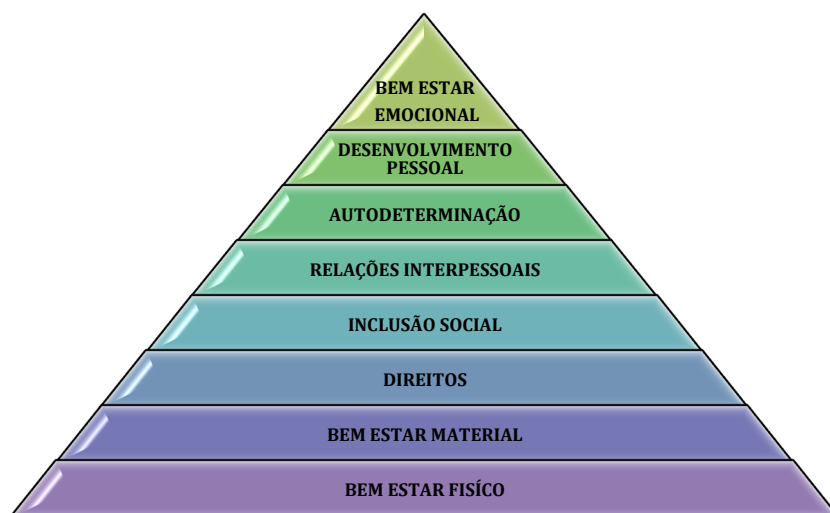 BEM ESTAR
EMOCIONAL
DESENVOLVIMENTO
PESSOAL
AUTODETERMINAÇÃO
RELAÇÕES INTERPESSOAIS
INCLUSÃO SOCIAL
DIREITOS
BEM ESTAR MATERIAL
BEM ESTAR FISÍCO